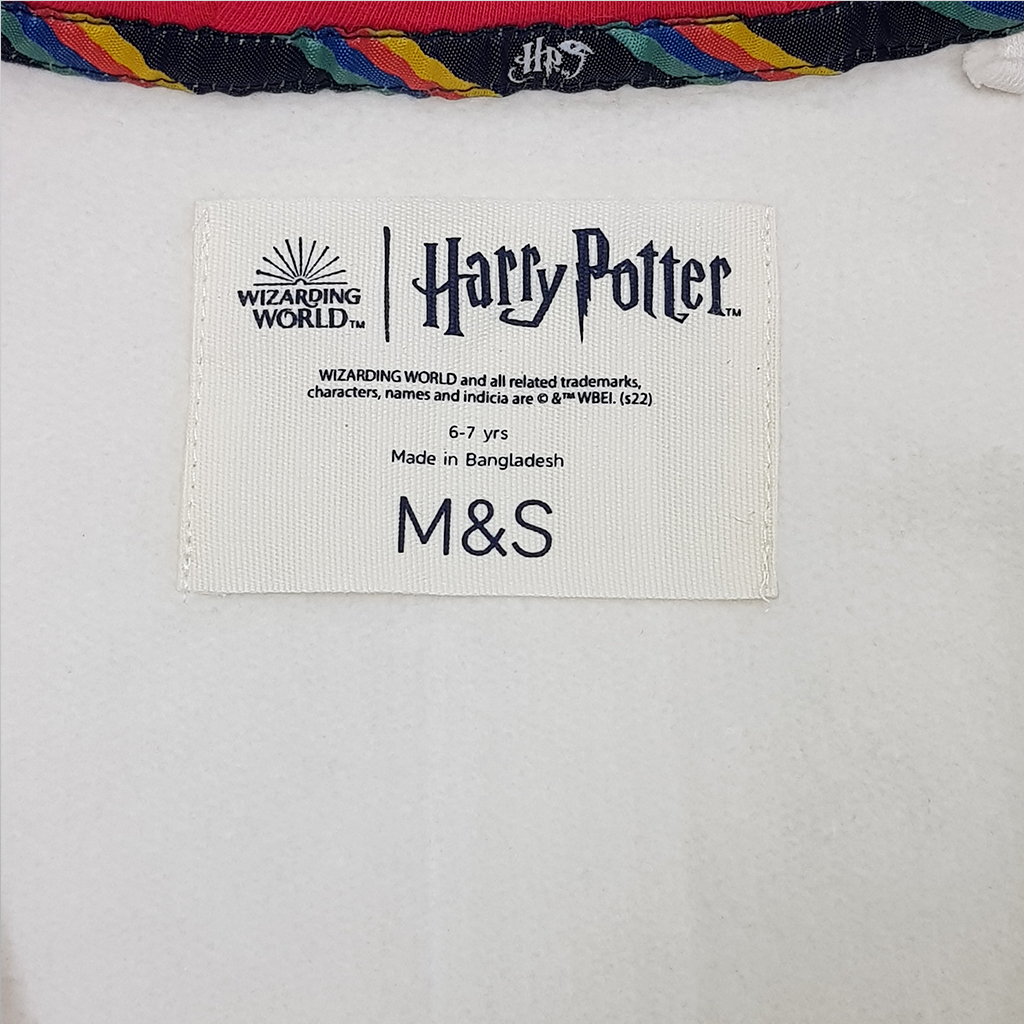 HP
WIZARDING WORLD™ | Harry Potter™
WIZARDING WORLD and all related trademarks,
characters, names and indicia are © &™ WBEI. (s22)
6-7 yrs
Made in Bangladesh
M&S